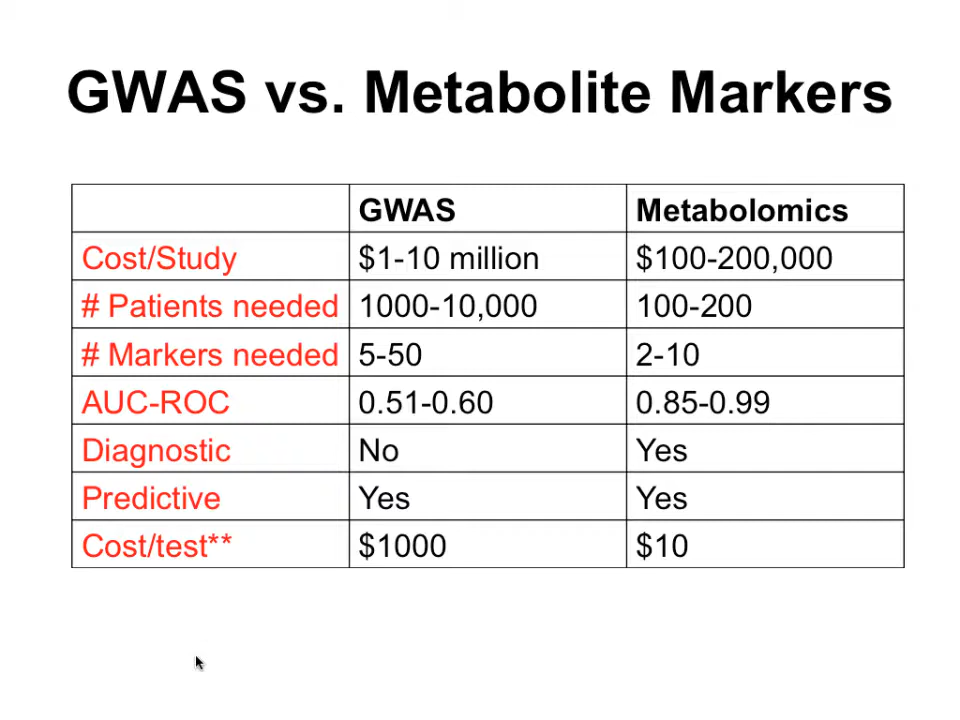 GWAS vs. Metabolite Markers
GWAS Metabolomics
Cost/Study $1-10 million $100-200,000
# Patients needed 1000-10,000 100-200
# Markers needed 5-50 2-10
AUC-ROC 0.51-0.60 0.85-0.99
Diagnostic No Yes
Predictive Yes Yes
Cost/test** $1000 $10